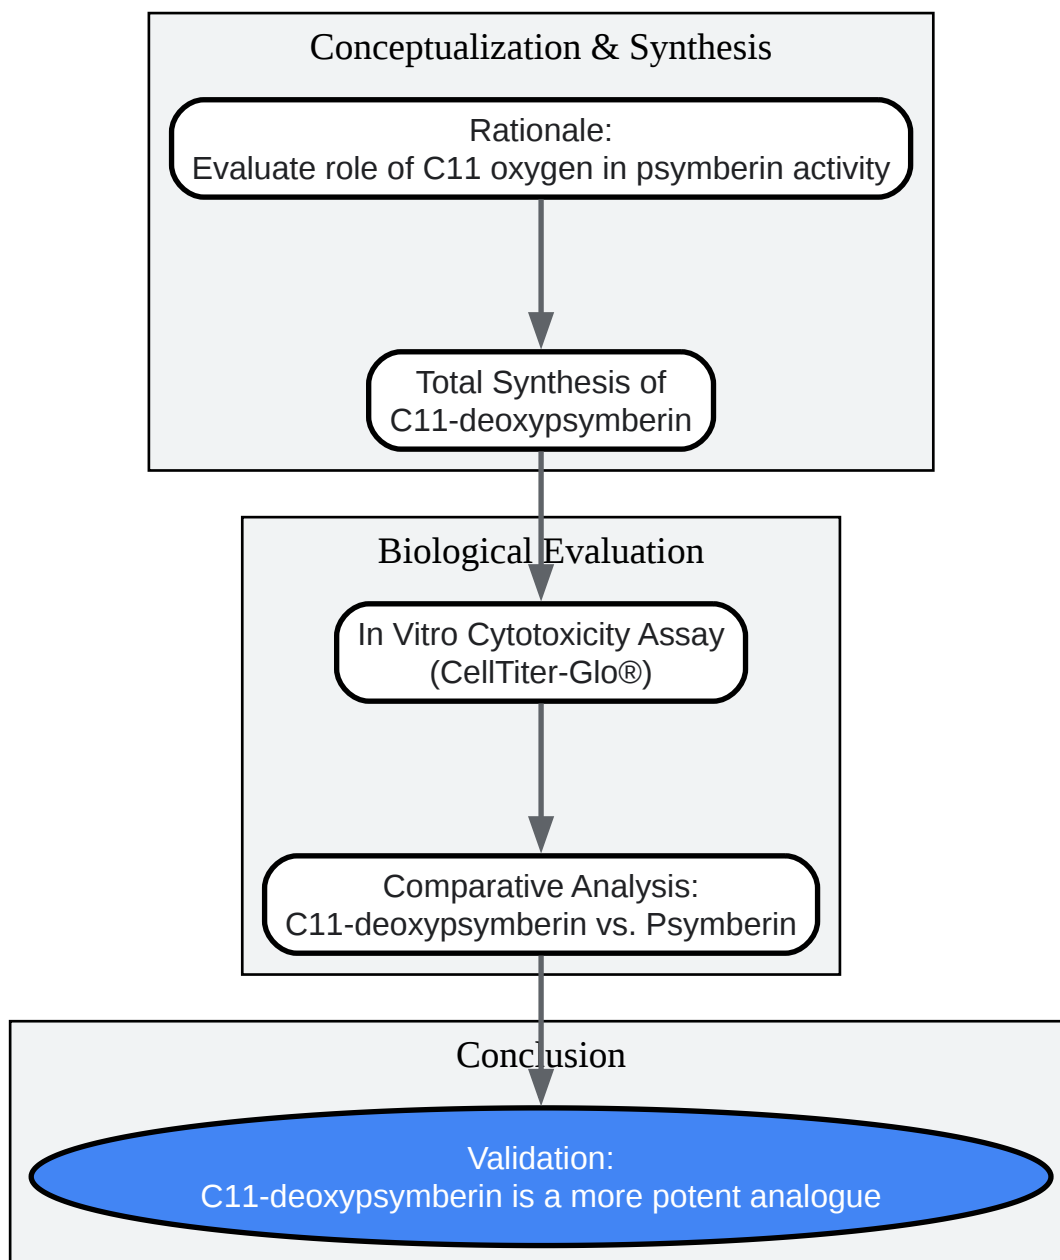 Conceptualization & Synthesis
Rationale:
Evaluate role of C11 oxygen in psymberin activity
Total Synthesis of
C11-deoxypsymberin
Biological Evaluation
In Vitro Cytotoxicity Assay
(CellTiter-Glo®)
Comparative Analysis:
C11-deoxypsymberin vs. Psymberin
Conclusion
Validation:
C11-deoxypsymberin is a more potent analogue